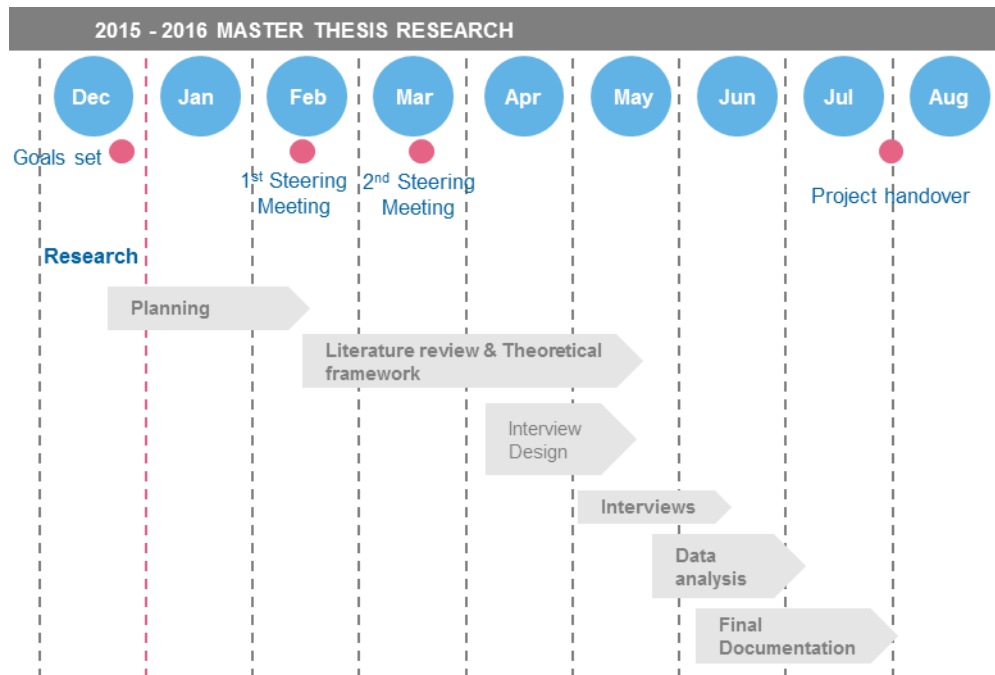 2015 - 2016 MASTER THESIS RESEARCH
Dec
Jan
Feb
Mar
Apr
May
Jun
Jul
Aug
Goals set
1st Steering
Meeting
2nd Steering
Meeting
Project handover
Research
Planning
Literature review & Theoretical
framework
Interview
Design
Interviews
Data
analysis
Final
Documentation